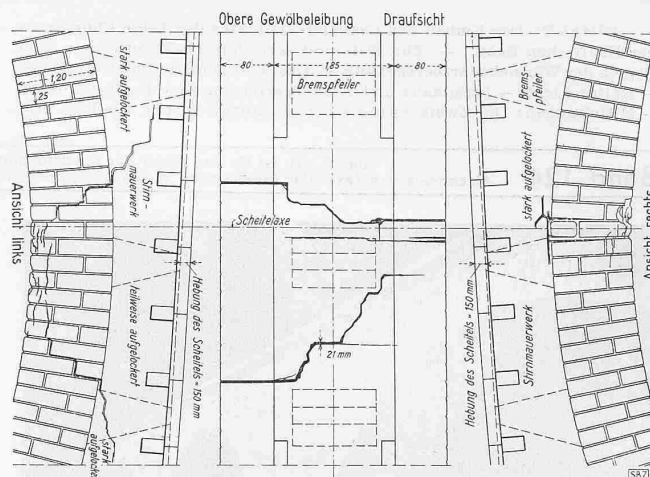 Obere Gewölbeleibung Draufsicht
80
1,85
80
Bremspfeiler
Scheitelaxe
21 mm
Ansicht links
1,20
25
stark aufgelockert
Stirn-
mauerwerk
teilweise aufgelockert
stark
aufgelocke
Hebung des Scheitels = 150 mm
Brems-
pfeiler
stark aufgelockert
Ansicht rechts
Hebung des Scheitels = 150 mm
Stirnmauerwerk
SBZ